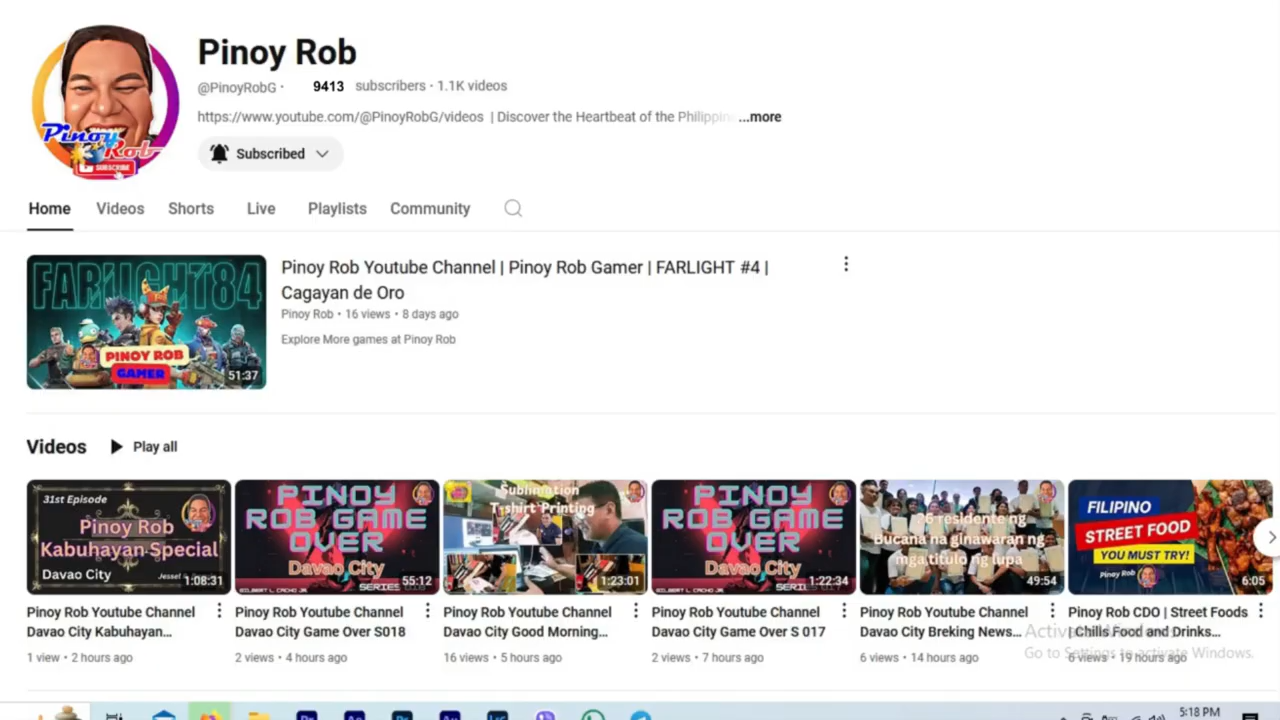 Pinoy Rob
@PinoyRobG · 9413 subscribers · 1.1K videos
https://www.youtube.com/@PinoyRobG/videos | Discover the Heartbeat of the Philippin ...more
Pinoy
Rob
SUBSCRIBE
Subscribed
Home Videos Shorts Live Playlists Community
FARLIGHT84
PINOY ROB
GAMER
51:37
Pinoy Rob Youtube Channel | Pinoy Rob Gamer | FARLIGHT #4 |
Cagayan de Oro
Pinoy Rob · 16 views · 8 days ago
Explore More games at Pinoy Rob
Videos Play all
31st Episode
Pinoy Rob
Kabuhayan Special
Davao City
1:08:31
Pinoy Rob Youtube Channel
Davao City Kabuhayan...
1 view · 2 hours ago
PINOY
ROB GAME
OVER
Davao City
55:12
Pinoy Rob Youtube Channel
Davao City Game Over S018
2 views · 4 hours ago
Sublimation
T-shirt Printing
1:23:01
Pinoy Rob Youtube Channel
Davao City Good Morning...
16 views · 5 hours ago
PINOY
ROB GAME
OVER
Davao City
1:22:34
Pinoy Rob Youtube Channel
Davao City Game Over S 017
2 views · 7 hours ago
26 residente ng
Bucana na ginawaran ng
mga titulo ng lupa
49:54
Pinoy Rob Youtube Channel
Davao City Breking News...
6 views · 14 hours ago
FILIPINO
STREET FOOD
YOU MUST TRY!
Pinoy Rob
6:05
Pinoy Rob CDO | Street Foods
| Chills Food and Drinks...
6 views · 19 hours ago
Activate Windows
Go to Settings to activate Windows.
5:18 PM